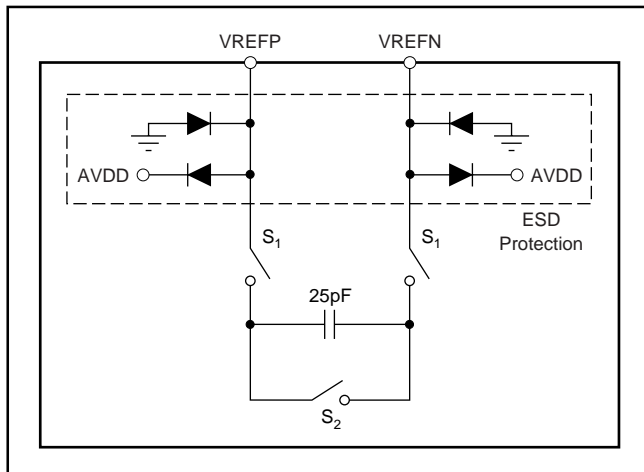 VREFP VREFN
AVDD AVDD
ESD
Protection
S₁ S₁
25pF
S₂